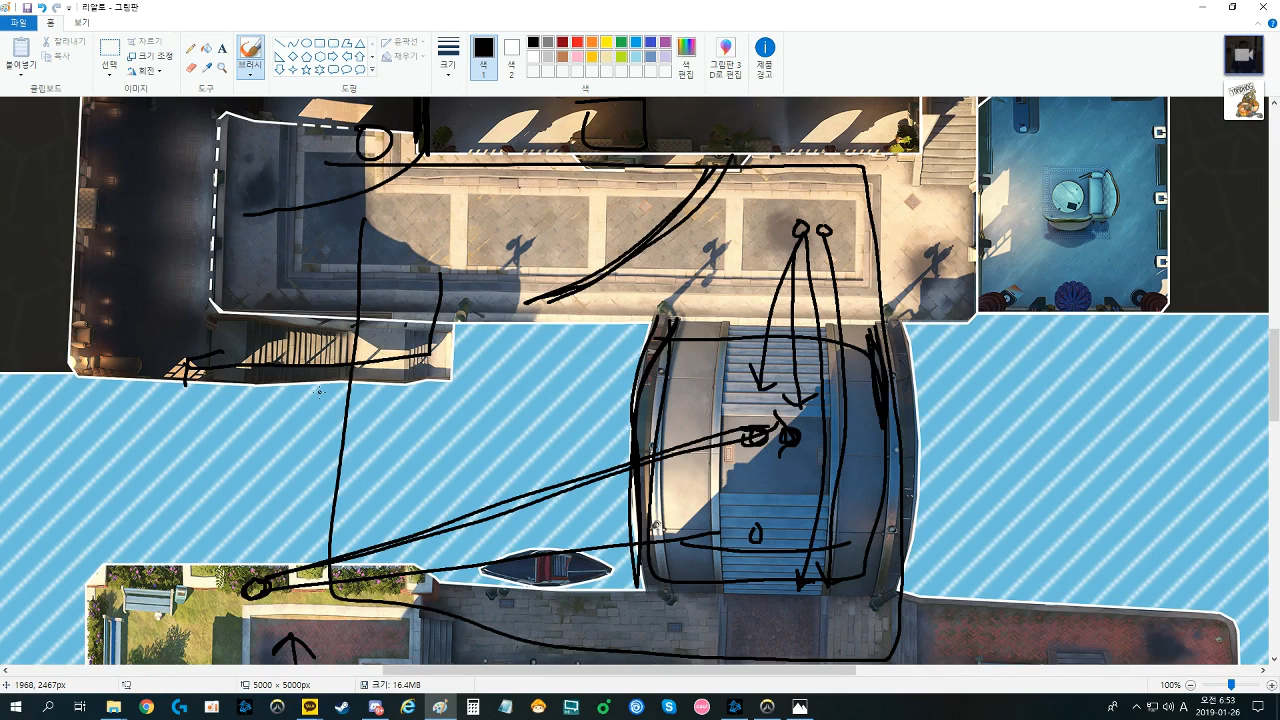 리알토 - 그림판
파일 홈 보기
붙여넣기 잘라내기 복사
선택 자르기 크기 조정 회전
브러시
윤곽선 채우기
크기
색 1
색 2
색 편집
그림판 3D로 편집
제품 경고
클립보드 이미지 도구 도형 색
1968, 2467px
5000 × 5000px
크기: 16.4MB
100%
오전 6:53
2019-01-26